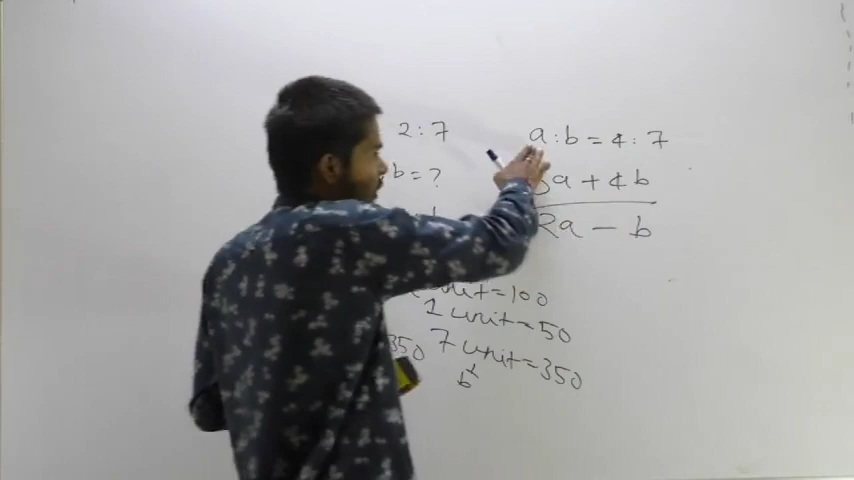 2:7
a:b=4:7
b=?
a+4b
2a-b
unit=100
1 unit=50
350
7 unit=350
b